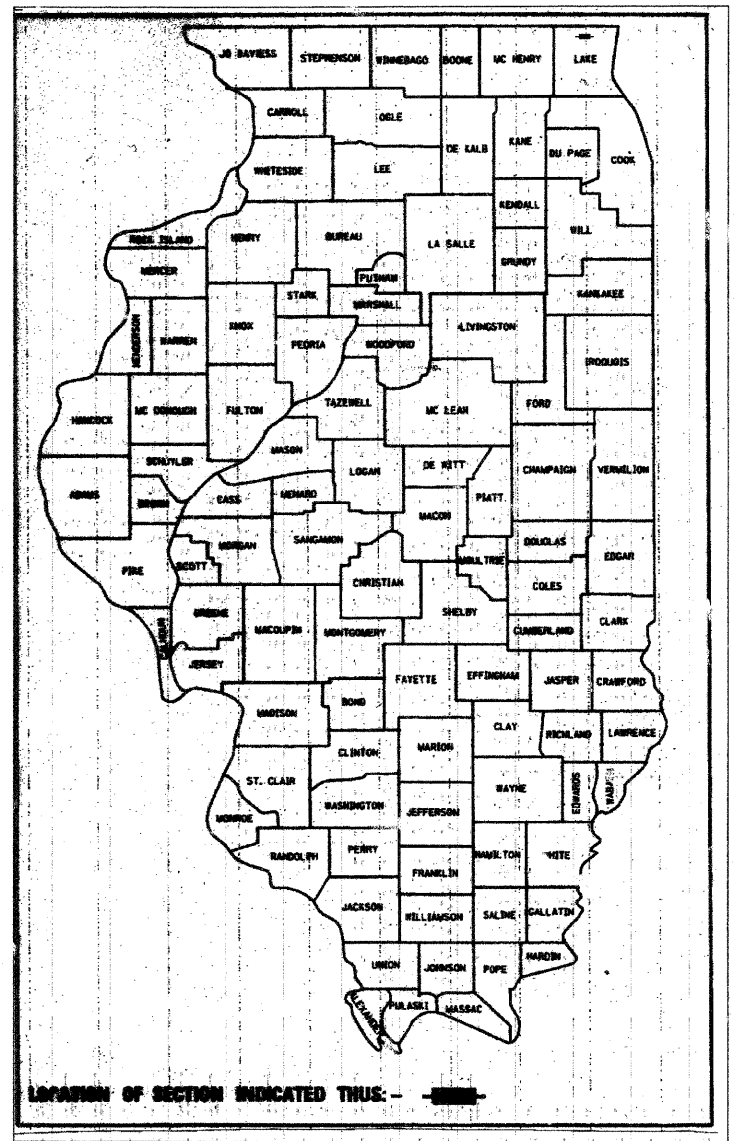 JO DAVIESS
STEPHENSON
WINNEBAGO
BOONE
MC HENRY
LAKE
CARROLL
OGLE
DE KALB
KANE
DU PAGE
COOK
WHITESIDE
LEE
KENDALL
WILL
ROCK ISLAND
HENRY
BUREAU
LA SALLE
GRUNDY
MERCER
PUTNAM
STARK
MARSHALL
KANKAKEE
HENDERSON
WARREN
KNOX
PEORIA
WOODFORD
LIVINGSTON
IROQUOIS
HANCOCK
MC DONOUGH
FULTON
TAZEWELL
MC LEAN
FORD
MASON
SCHUYLER
LOGAN
DE WITT
CHAMPAIGN
VERMILION
ADAMS
BROWN
CASS
MENARD
MACON
PIATT
PIKE
SCOTT
MORGAN
SANGAMON
MOULTRIE
DOUGLAS
EDGAR
CHRISTIAN
COLES
CALHOUN
GREENE
MACOUPIN
MONTGOMERY
SHELBY
CUMBERLAND
CLARK
JERSEY
FAYETTE
EFFINGHAM
JASPER
CRAWFORD
MADISON
BOND
CLAY
RICHLAND
LAWRENCE
CLINTON
MARION
ST. CLAIR
WAYNE
EDWARDS
WABASH
MONROE
WASHINGTON
JEFFERSON
RANDOLPH
PERRY
HAMILTON
WHITE
FRANKLIN
JACKSON
WILLIAMSON
SALINE
GALLATIN
UNION
JOHNSON
POPE
HARDIN
ALEXANDER
PULASKI
MASSAC
LOCATION OF SECTION INDICATED THUS:-